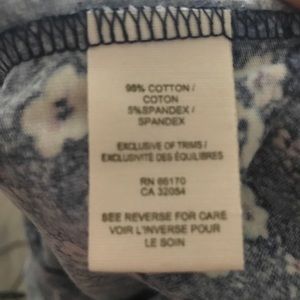 95% COTTON /
COTON
5%SPANDEX /
SPANDEX
EXCLUSIVE OF TRIMS /
EXCLUSIVITÉ DES ÉQUILIBRES
RN 66170
CA 32054
SEE REVERSE FOR CARE
VOIR L'INVERSE POUR
LE SOIN